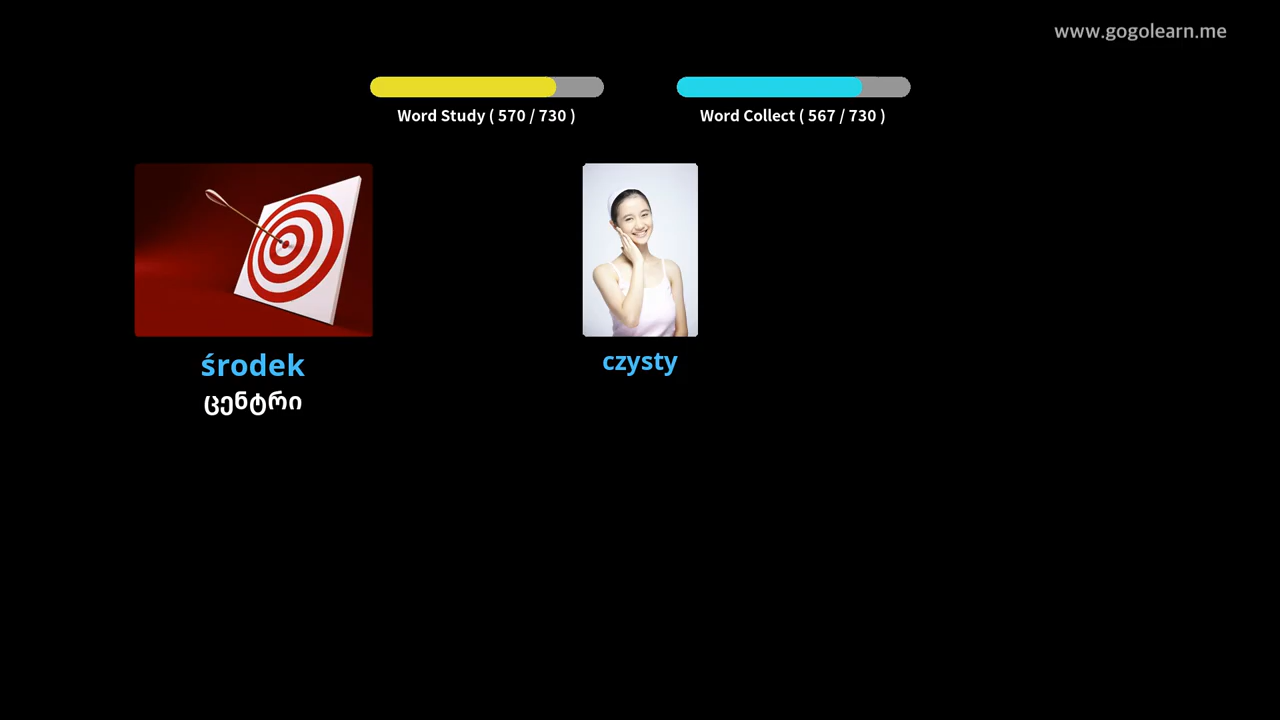 www.gogolearn.me
Word Study ( 570 / 730 )
Word Collect ( 567 / 730 )
środek
ცენტრი
czysty